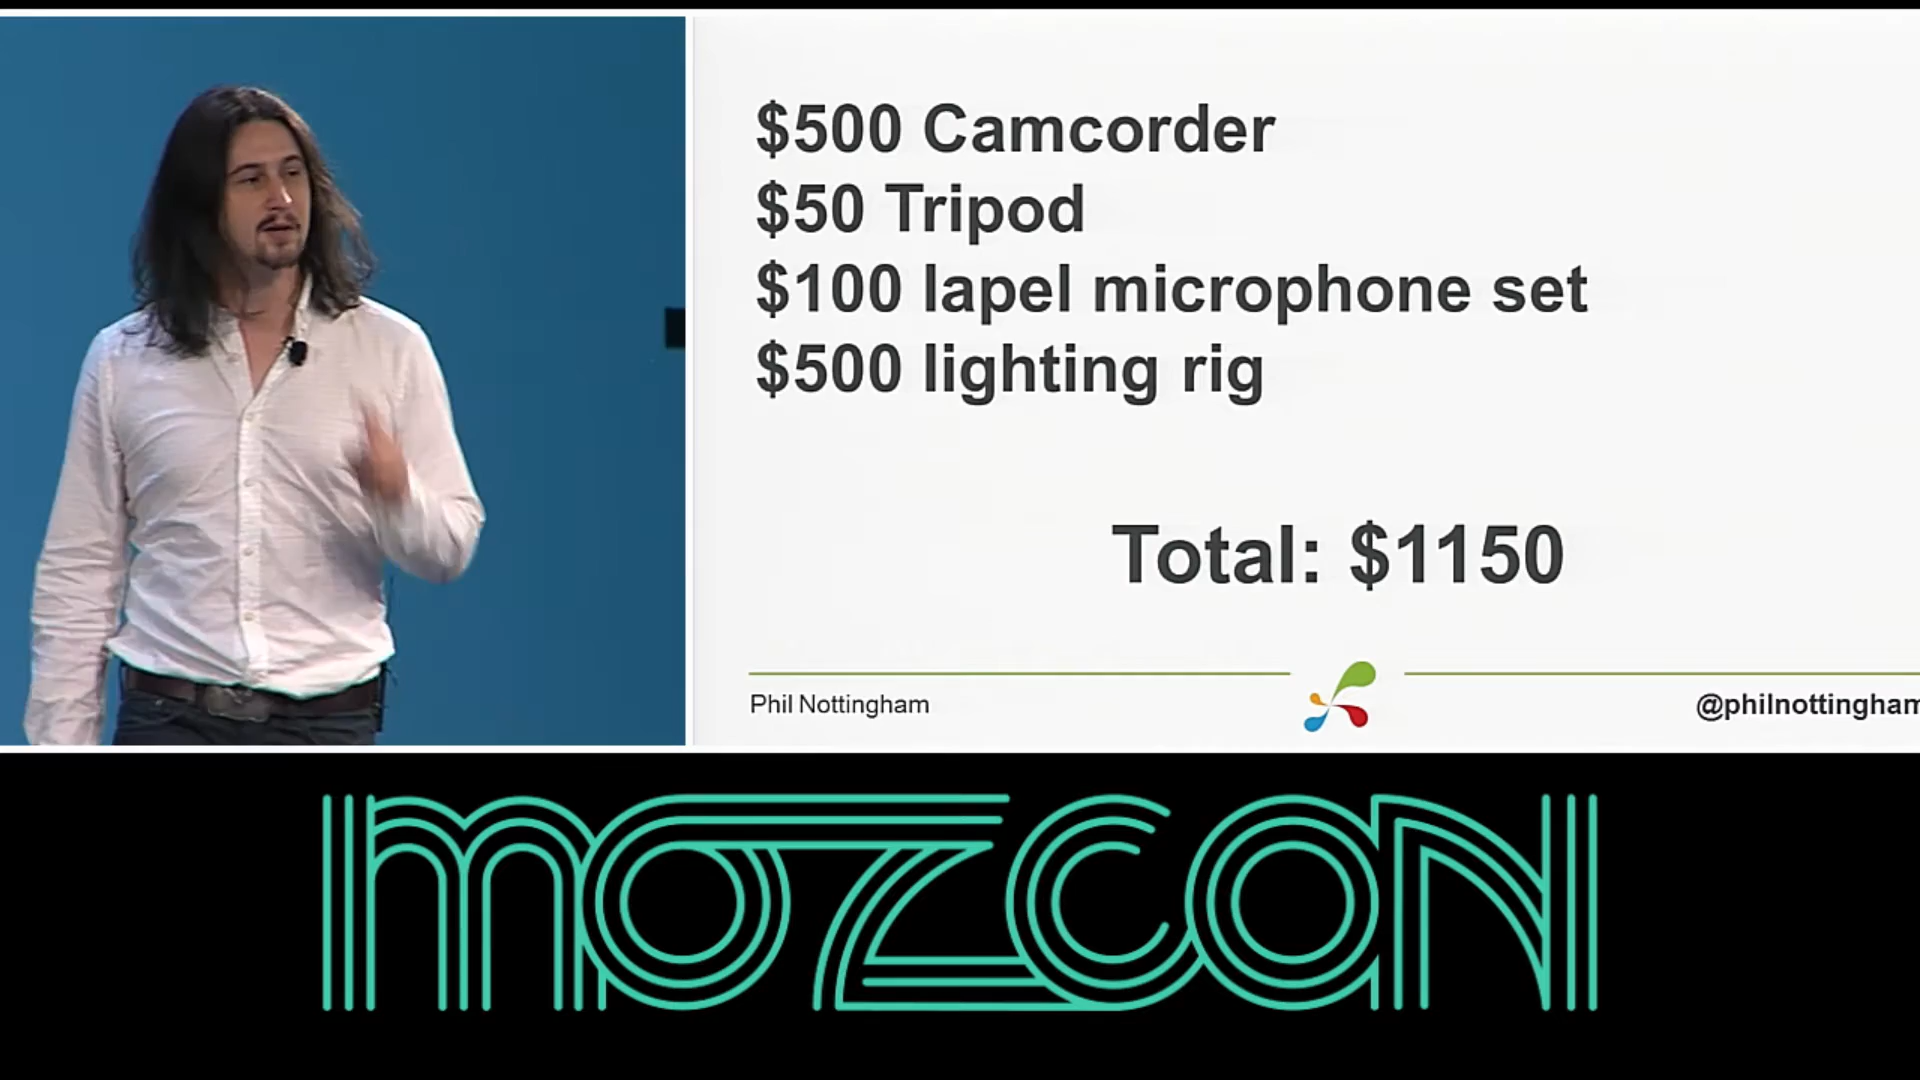 $500 Camcorder
$50 Tripod
$100 lapel microphone set
$500 lighting rig
Total: $1150
Phil Nottingham
@philnottingham
mozcon